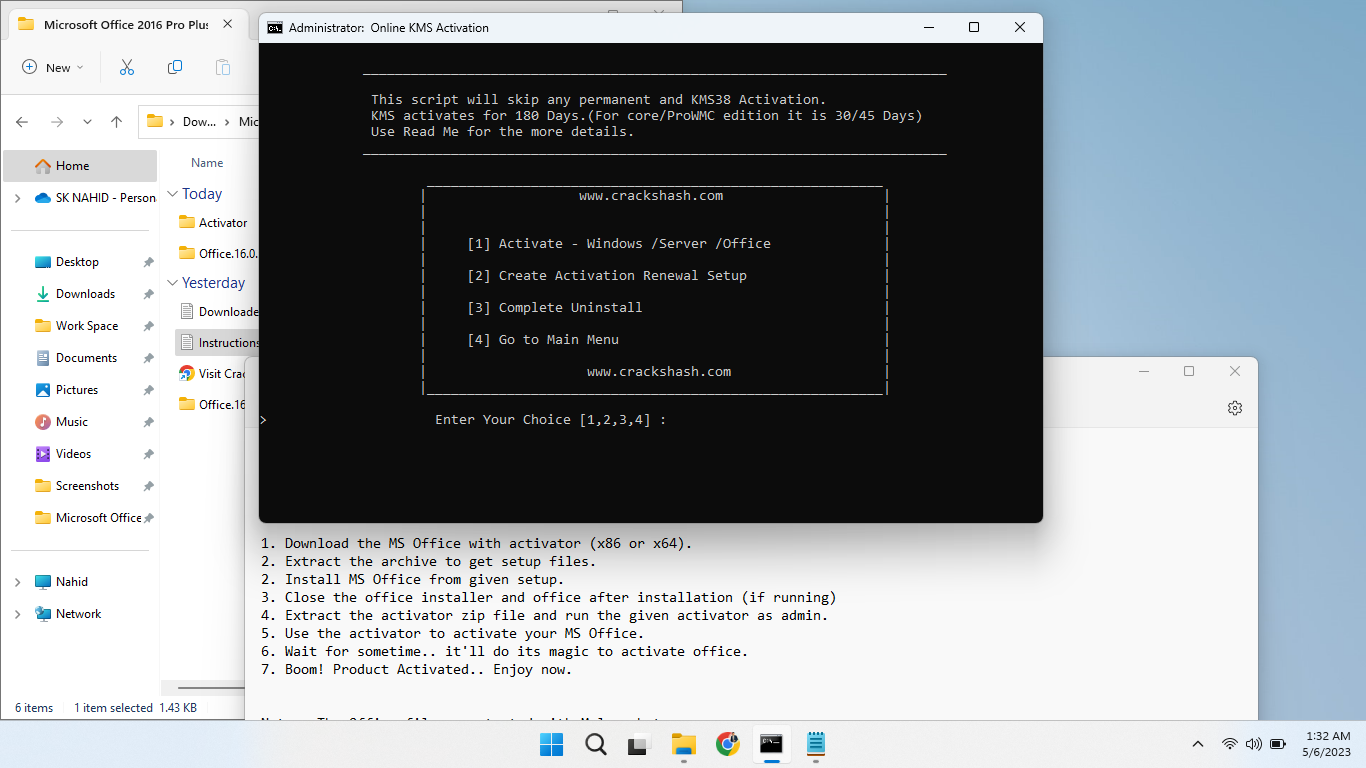 Microsoft Office 2016 Pro Plus
New
Dow...
Home
SK NAHID - Persona
Desktop
Downloads
Work Space
Documents
Pictures
Music
Videos
Screenshots
Microsoft Office
Nahid
Network
Name
Today
Activator
Office.16.0.
Yesterday
Instructions
6 items 1 item selected 1.43 KB
Administrator: Online KMS Activation
This script will skip any permanent and KMS38 Activation.
KMS activates for 180 Days.(For core/ProWMC edition it is 30/45 Days)
Use Read Me for the more details.
www.crackshash.com
[1] Activate - Windows /Server /Office
[2] Create Activation Renewal Setup
[3] Complete Uninstall
[4] Go to Main Menu
www.crackshash.com
> Enter Your Choice [1,2,3,4] :
1. Download the MS Office with activator (x86 or x64).
2. Extract the archive to get setup files.
2. Install MS Office from given setup.
3. Close the office installer and office after installation (if running)
4. Extract the activator zip file and run the given activator as admin.
5. Use the activator to activate your MS Office.
6. Wait for sometime.. it'll do its magic to activate office.
7. Boom! Product Activated.. Enjoy now.
1:32 AM
5/6/2023